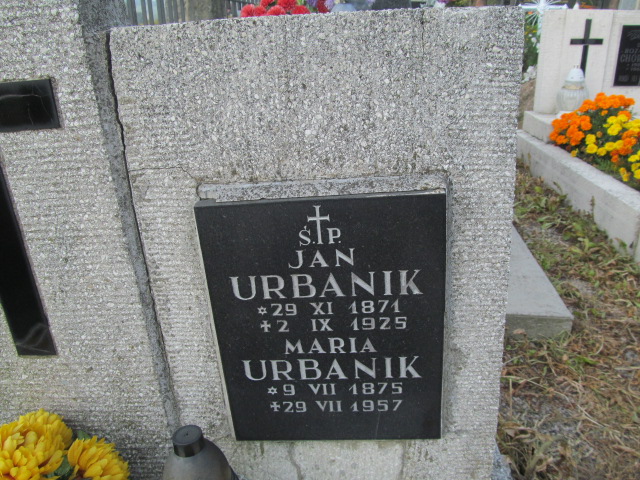 Ś.P.
JAN
URBANIK
*29 XI 1871
+2 IX 1925
MARIA
URBANIK
*9 VII 1875
+29 VII 1957